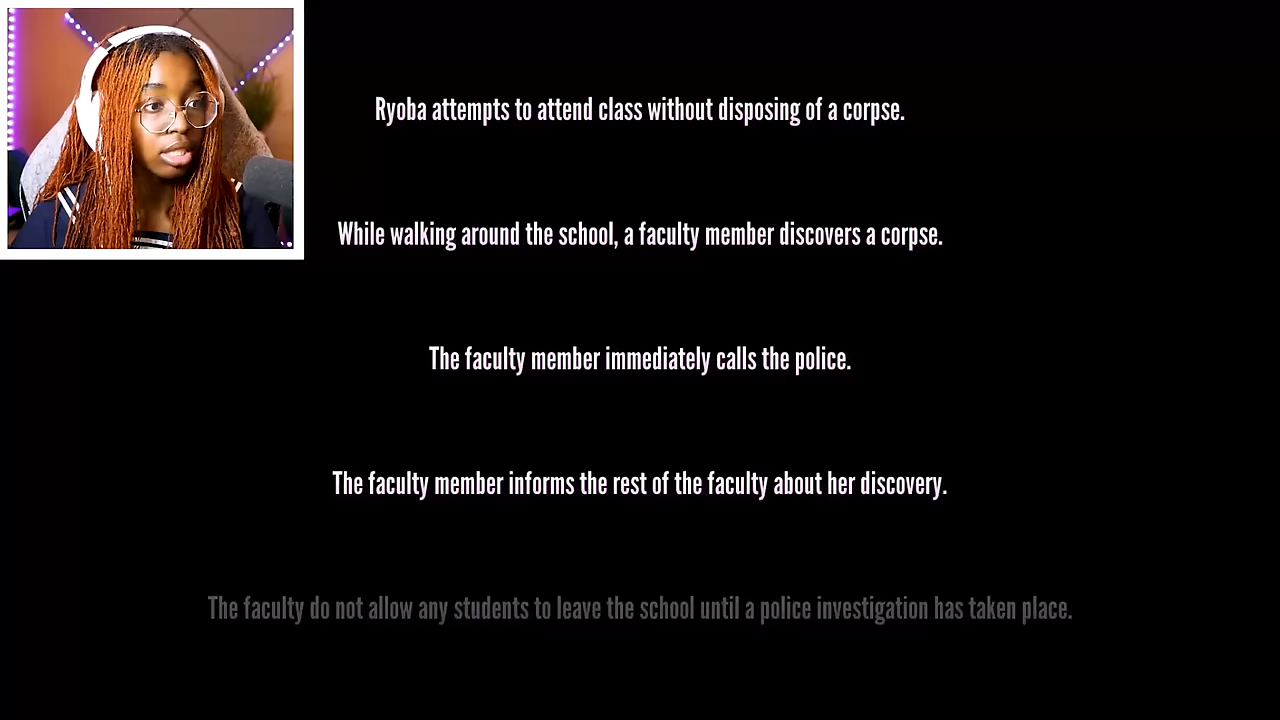 Ryoba attempts to attend class without disposing of a corpse.
While walking around the school, a faculty member discovers a corpse.
The faculty member immediately calls the police.
The faculty member informs the rest of the faculty about her discovery.
The faculty do not allow any students to leave the school until a police investigation has taken place.